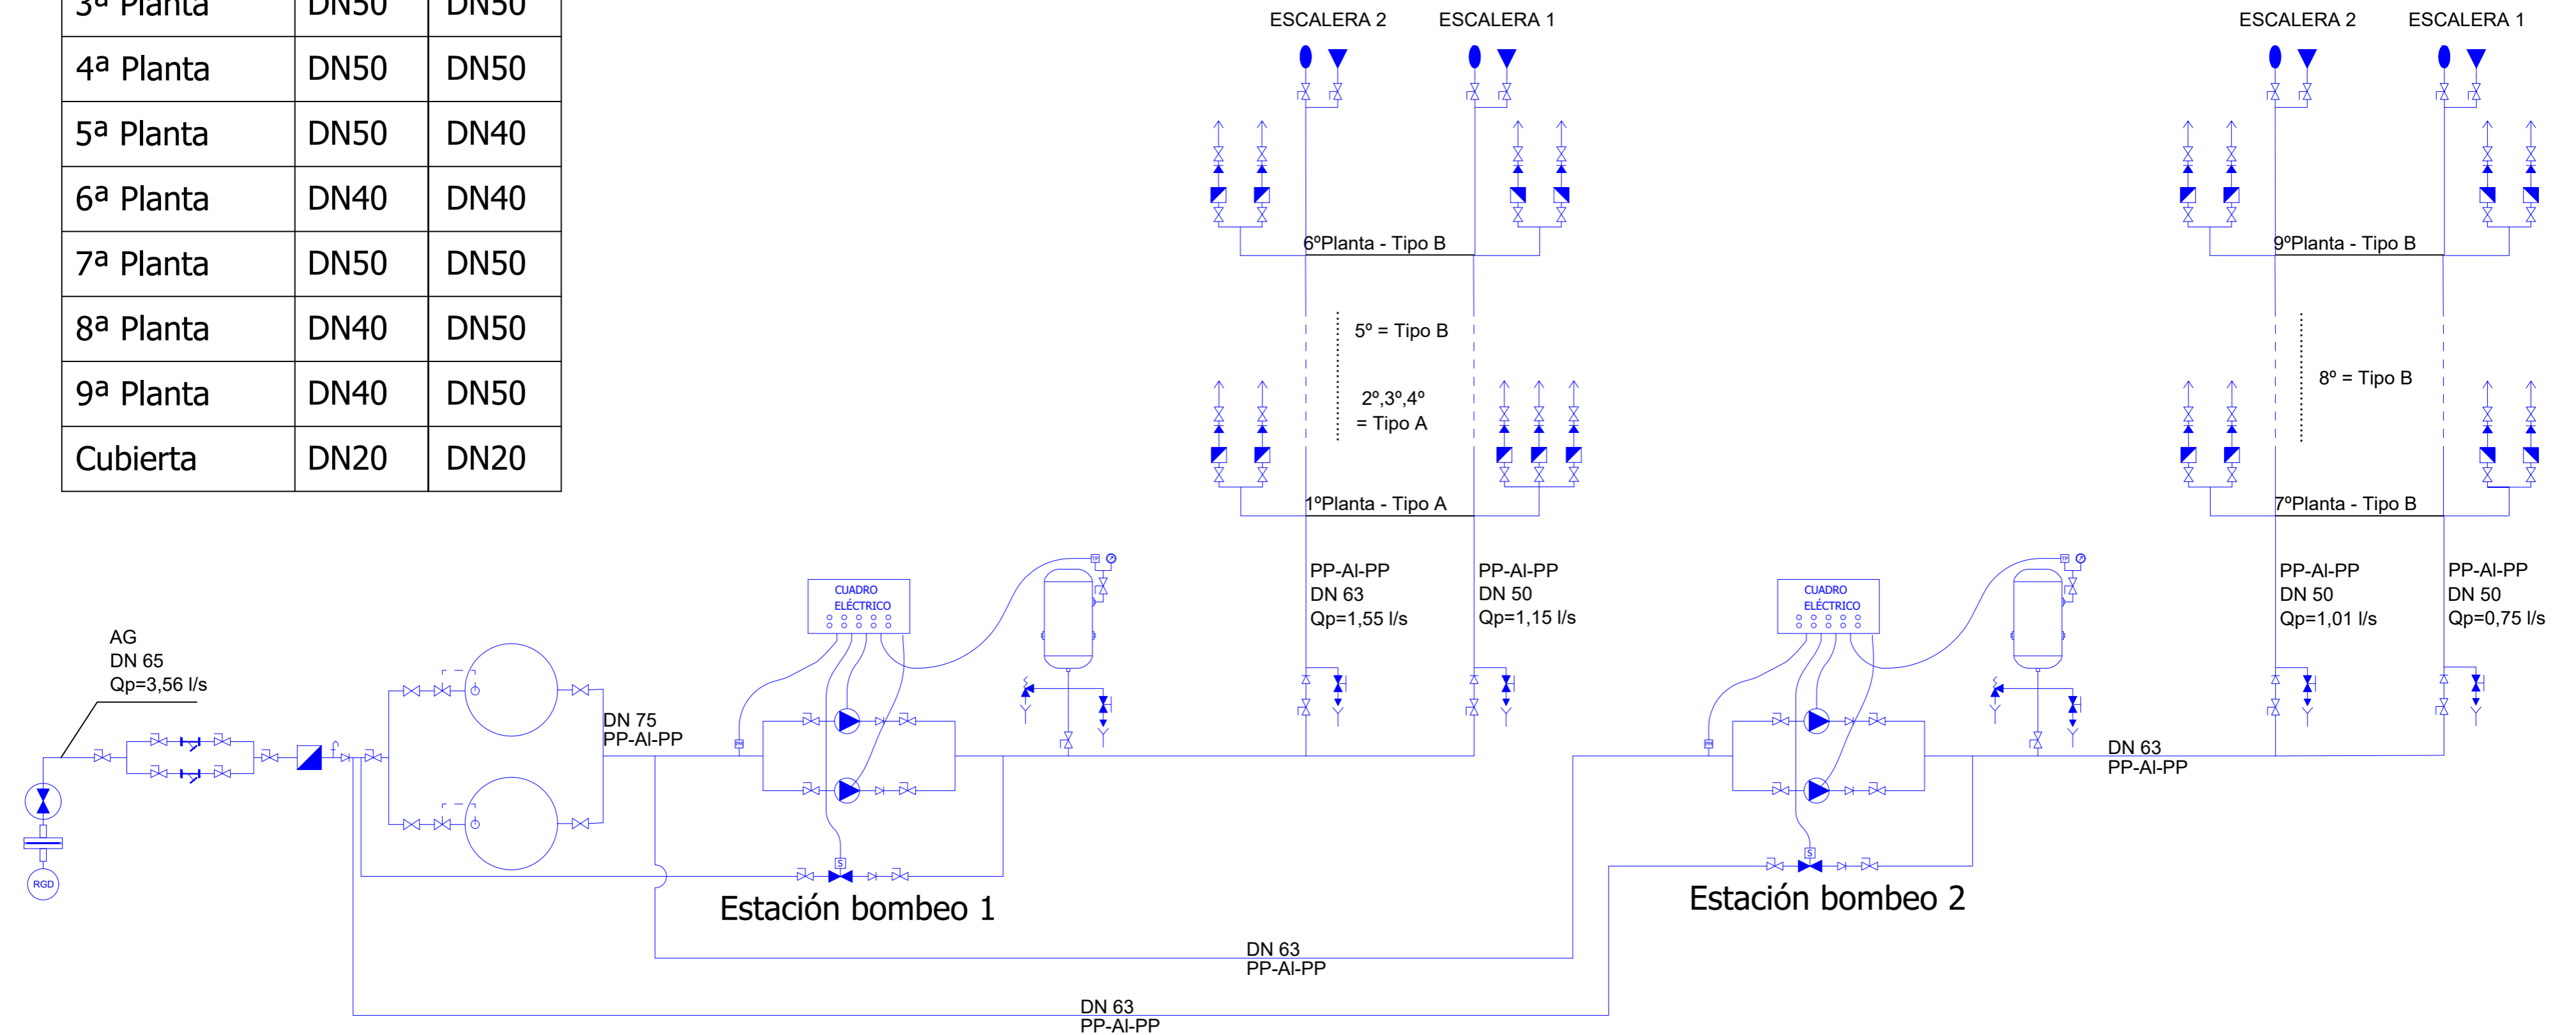 3ª Planta DN50 DN50
4ª Planta DN50 DN50
5ª Planta DN50 DN40
6ª Planta DN40 DN40
7ª Planta DN50 DN50
8ª Planta DN40 DN50
9ª Planta DN40 DN50
Cubierta DN20 DN20
AG
DN 65
Qp=3,56 l/s
RGD
DN 75
PP-Al-PP
CUADRO
ELÉCTRICO
S
Estación bombeo 1
TP
ESCALERA 2
ESCALERA 1
6ºPlanta - Tipo B
5º = Tipo B
2º,3º,4º
= Tipo A
1ºPlanta - Tipo A
PP-Al-PP
DN 63
Qp=1,55 l/s
PP-Al-PP
DN 50
Qp=1,15 l/s
DN 63
PP-Al-PP
DN 63
PP-Al-PP
CUADRO
ELÉCTRICO
S
Estación bombeo 2
TP
DN 63
PP-Al-PP
ESCALERA 2
ESCALERA 1
9ºPlanta - Tipo B
8º = Tipo B
7ºPlanta - Tipo B
PP-Al-PP
DN 50
Qp=1,01 l/s
PP-Al-PP
DN 50
Qp=0,75 l/s